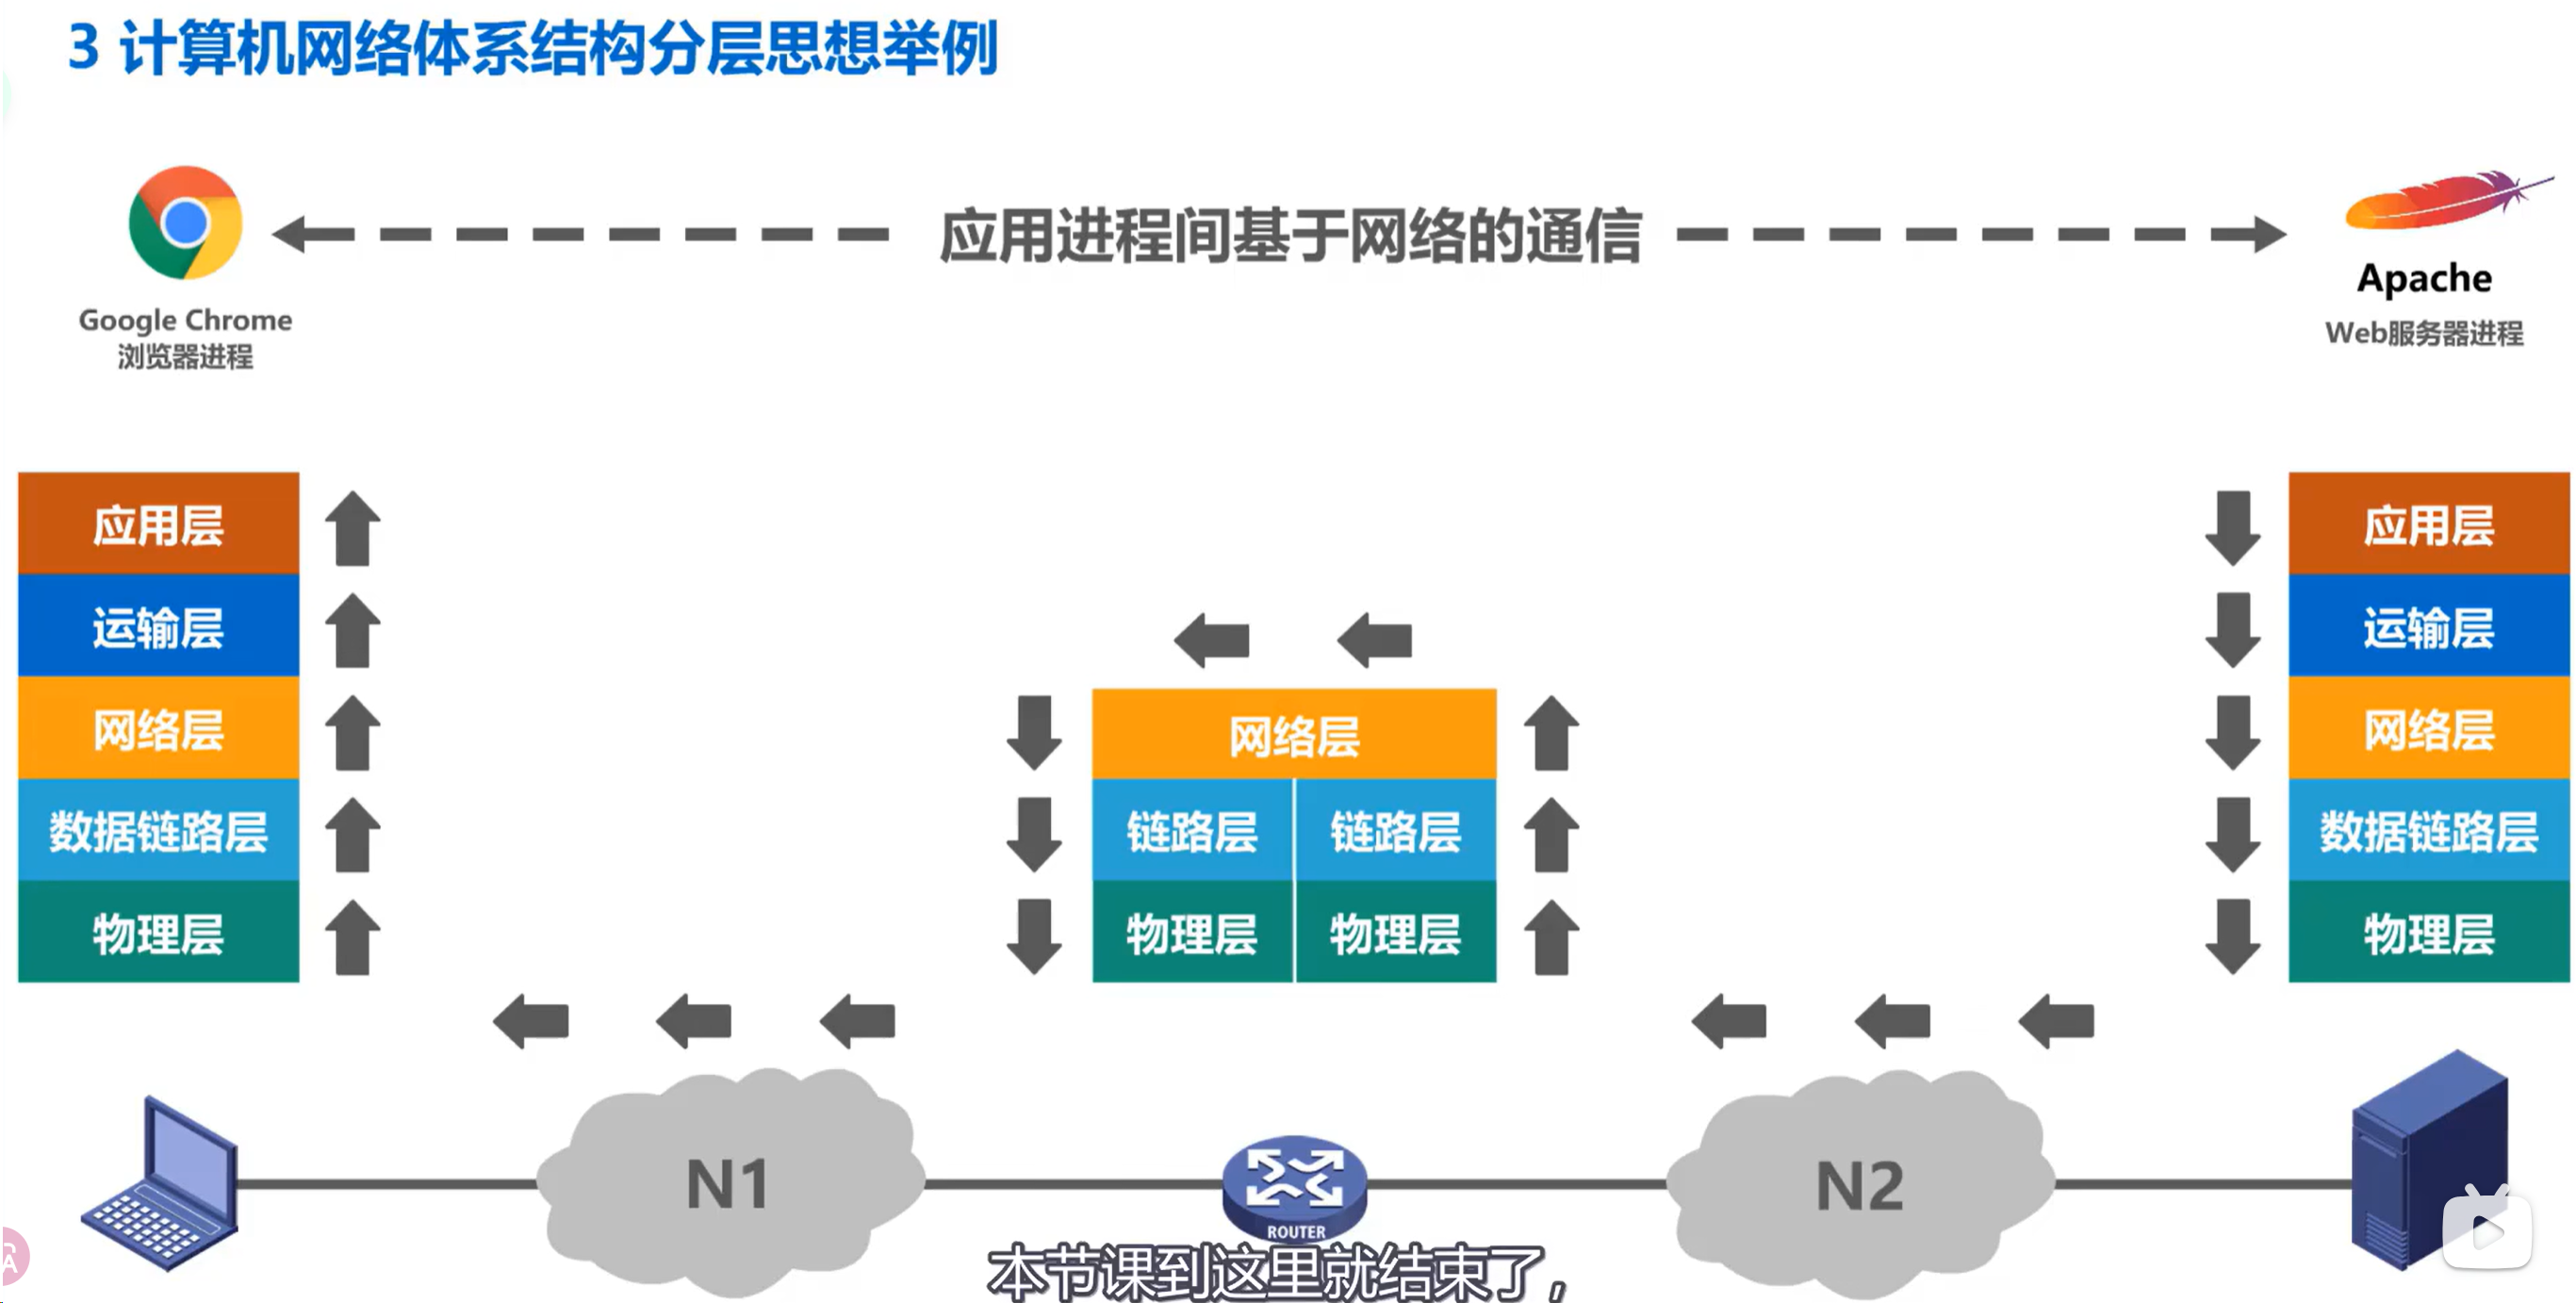 3 计算机网络体系结构分层思想举例
应用进程间基于网络的通信
Google Chrome
浏览器进程
Apache
Web服务器进程
应用层
运输层
网络层
数据链路层
物理层
网络层
链路层 链路层
物理层 物理层
应用层
运输层
网络层
数据链路层
物理层
N1
ROUTER
N2
本节课到这里就结束了，